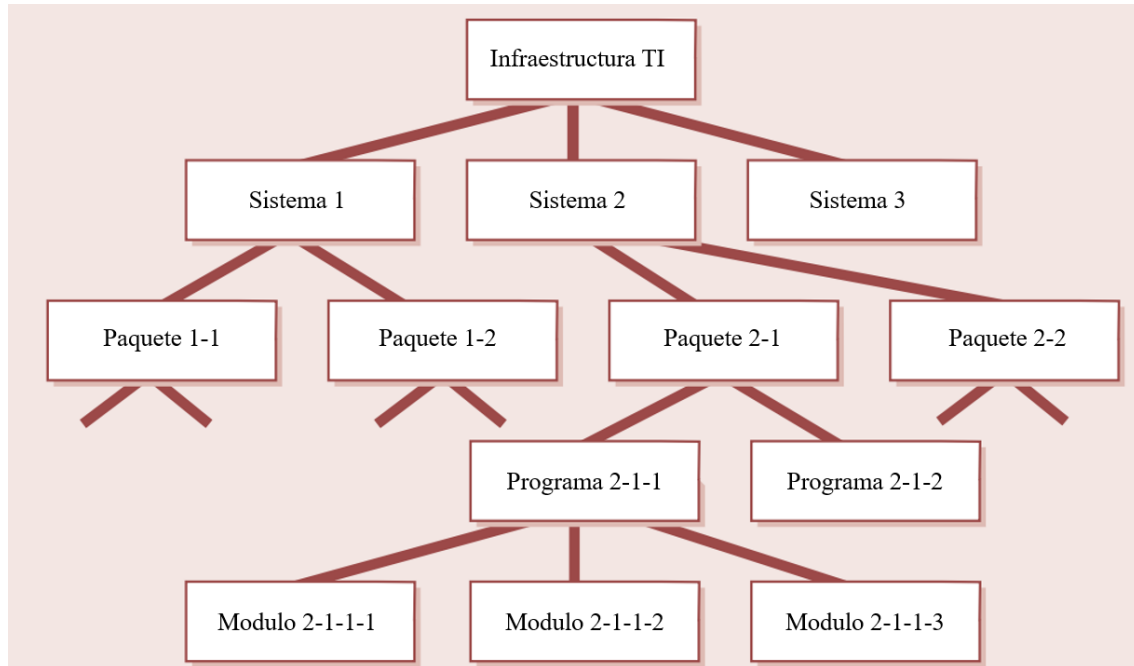 Infraestructura TI
Sistema 1
Sistema 2
Sistema 3
Paquete 1-1
Paquete 1-2
Paquete 2-1
Paquete 2-2
Programa 2-1-1
Programa 2-1-2
Modulo 2-1-1-1
Modulo 2-1-1-2
Modulo 2-1-1-3